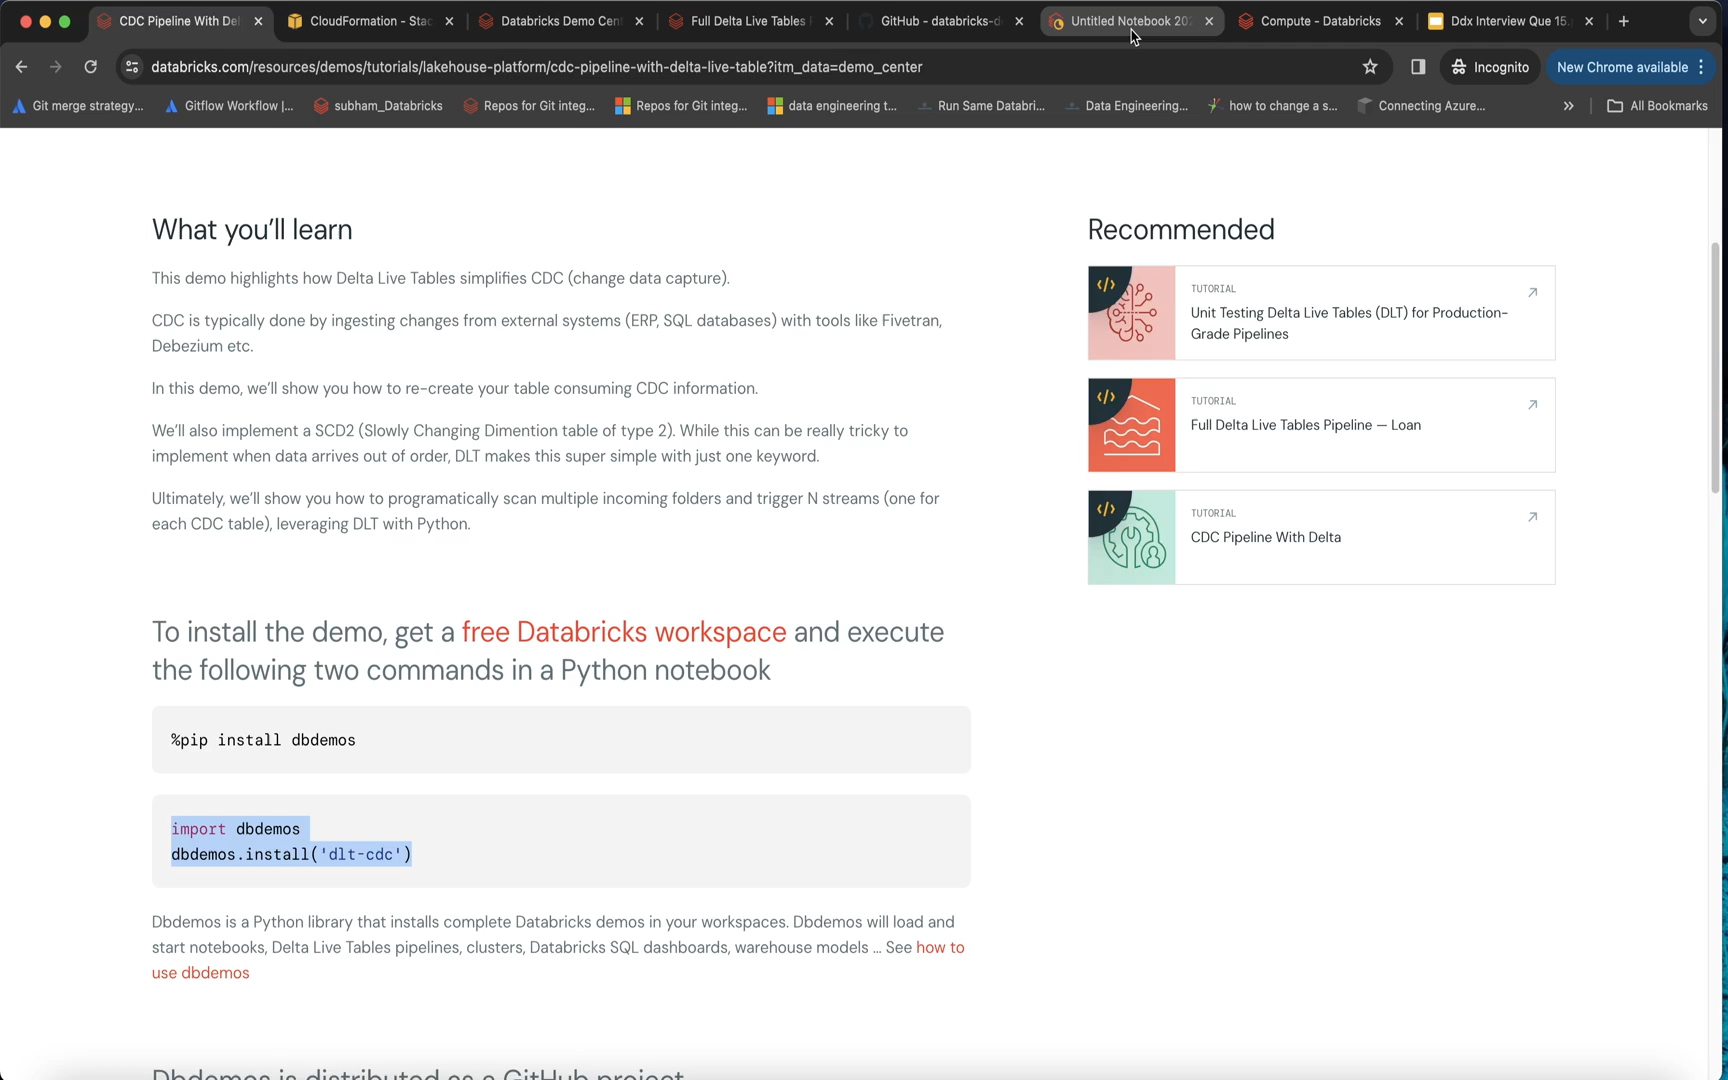 CDC Pipeline With Del
CloudFormation - Stac
Databricks Demo Cen
Full Delta Live Tables
GitHub - databricks-d
Untitled Notebook 202
Compute - Databricks
Ddx Interview Que 15.
databricks.com/resources/demos/tutorials/lakehouse-platform/cdc-pipeline-with-delta-live-table?itm_data=demo_center
Incognito
New Chrome available
Git merge strategy...
Gitflow Workflow |...
subham_Databricks
Repos for Git integ...
Repos for Git integ...
data engineering t...
Run Same Databri...
Data Engineering...
how to change a s...
Connecting Azure...
All Bookmarks
What you'll learn
This demo highlights how Delta Live Tables simplifies CDC (change data capture).
CDC is typically done by ingesting changes from external systems (ERP, SQL databases) with tools like Fivetran,
Debezium etc.
In this demo, we'll show you how to re-create your table consuming CDC information.
We'll also implement a SCD2 (Slowly Changing Dimention table of type 2). While this can be really tricky to
implement when data arrives out of order, DLT makes this super simple with just one keyword.
Ultimately, we'll show you how to programatically scan multiple incoming folders and trigger N streams (one for
each CDC table), leveraging DLT with Python.
To install the demo, get a free Databricks workspace and execute
the following two commands in a Python notebook
%pip install dbdemos
import dbdemos
dbdemos.install('dlt-cdc')
Dbdemos is a Python library that installs complete Databricks demos in your workspaces. Dbdemos will load and
start notebooks, Delta Live Tables pipelines, clusters, Databricks SQL dashboards, warehouse models ... See how to
use dbdemos
Dbdemos is distributed as a GitHub project
Recommended
</>
TUTORIAL
Unit Testing Delta Live Tables (DLT) for Production-
Grade Pipelines
</>
TUTORIAL
Full Delta Live Tables Pipeline — Loan
</>
TUTORIAL
CDC Pipeline With Delta